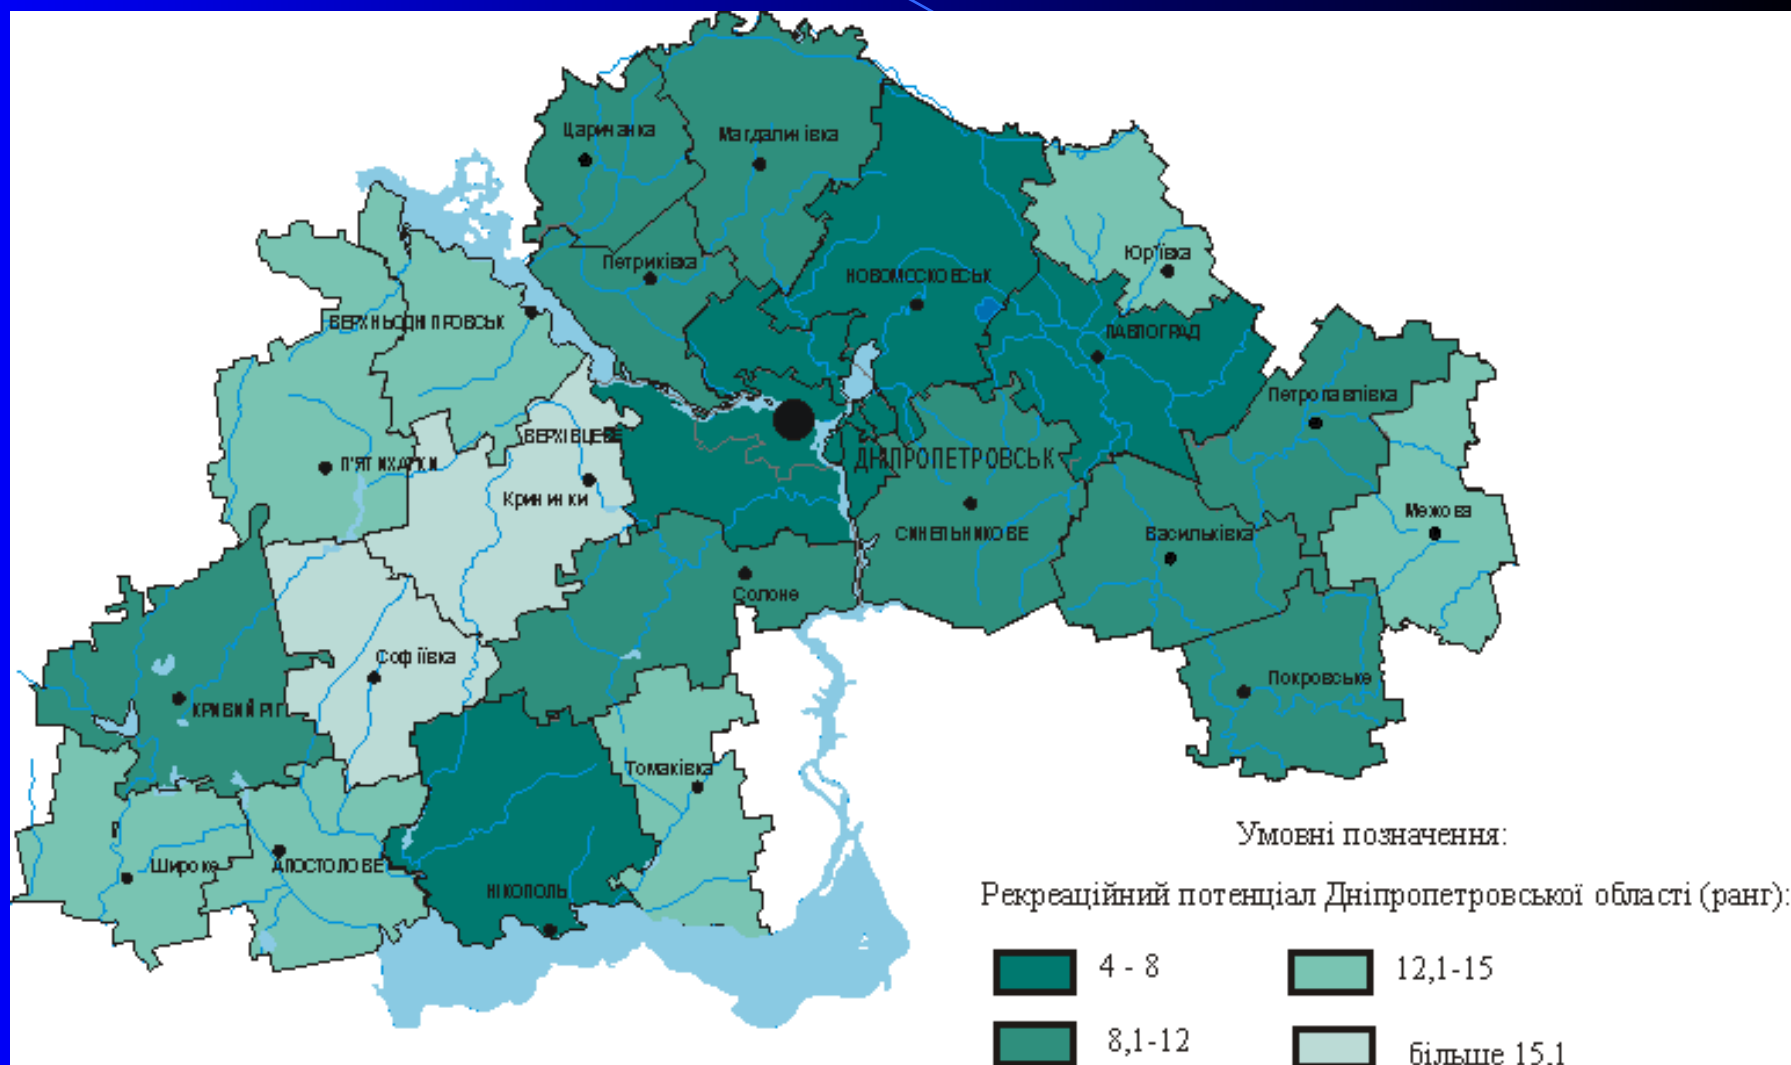 Царичанка
Магдалинівка
Петриківка
НОВОМОСКОВСЬК
Юр'ївка
ВЕРХНЬОДНІПРОВСЬК
ПАВЛОГРАД
Петропавлівка
ВЕРХІВЦЕВЕ
П'ЯТИХАТКИ
ДНІПРОПЕТРОВСЬК
Кринички
Межова
СИНЕЛЬНИКОВЕ
Васильківка
Солоне
Софіївка
Покровське
КРИВИЙ РІГ
Томаківка
Широке
АПОСТОЛОВЕ
НІКОПОЛЬ
Умовні позначення:
Рекреаційний потенціал Дніпропетровської області (ранг):
4 - 8
12,1-15
8,1-12
більше 15,1